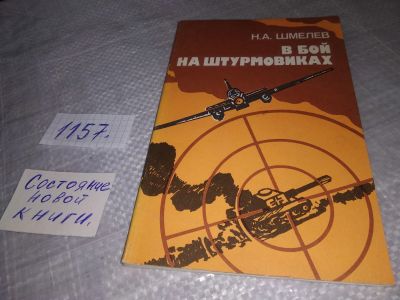 Н.А. ШМЕЛЕВ
В БОЙ
НА ШТУРМОВИКАХ
1157.
Состояние
новой
книги.